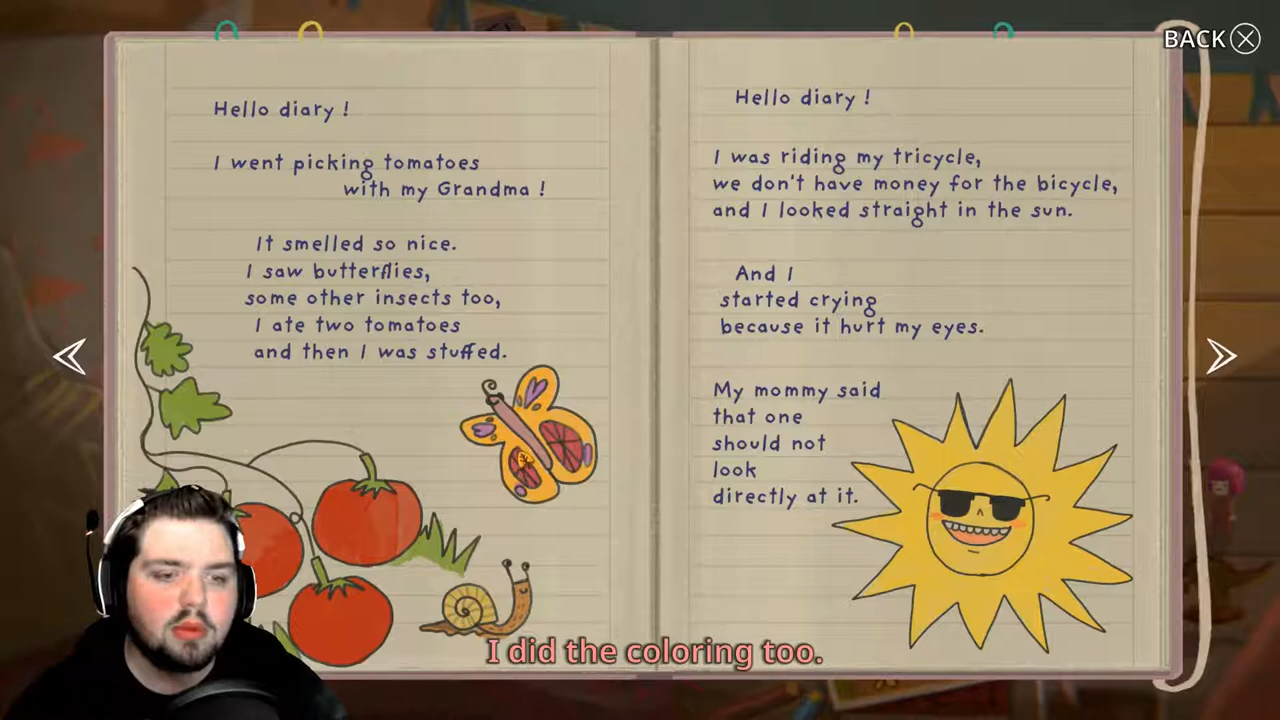 BACK
Hello diary !
I went picking tomatoes
with my Grandma !
It smelled so nice.
I saw butterflies,
some other insects too,
I ate two tomatoes
and then I was stuffed.
Hello diary !
I was riding my tricycle,
we don't have money for the bicycle,
and I looked straight in the sun.
And I
started crying
because it hurt my eyes.
My mommy said
that one
should not
look
directly at it.
I did the coloring too.